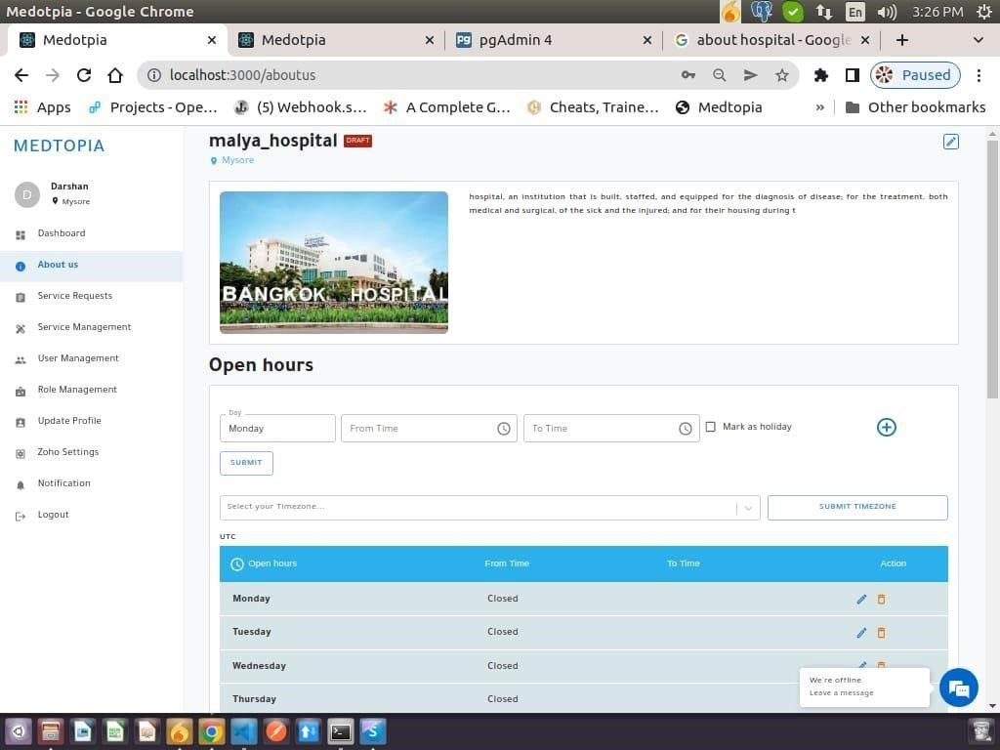 Medotpia - Google Chrome
En
3:26 PM
Medotpia
Medotpia
pgAdmin 4
about hospital - Google
localhost:3000/aboutus
Paused
Apps
Projects - Ope...
(5) Webhook.s...
A Complete G...
Cheats, Traine...
Medtopia
»
Other bookmarks
MEDTOPIA
D
Darshan
Mysore
Dashboard
About us
Service Requests
Service Management
User Management
Role Management
Update Profile
Zoho Settings
Notification
Logout
malya_hospital DRAFT
Mysore
BANGKOK HOSPITAL
hospital, an institution that is built, staffed, and equipped for the diagnosis of disease; for the treatment, both
medical and surgical, of the sick and the injured; and for their housing during t
Open hours
Day
Monday
From Time
To Time
Mark as holiday
SUBMIT
Select your Timezone...
SUBMIT TIMEZONE
UTC
Open hours From Time To Time Action
Monday Closed
Tuesday Closed
Wednesday Closed
Thursday Closed
We're offline
Leave a message